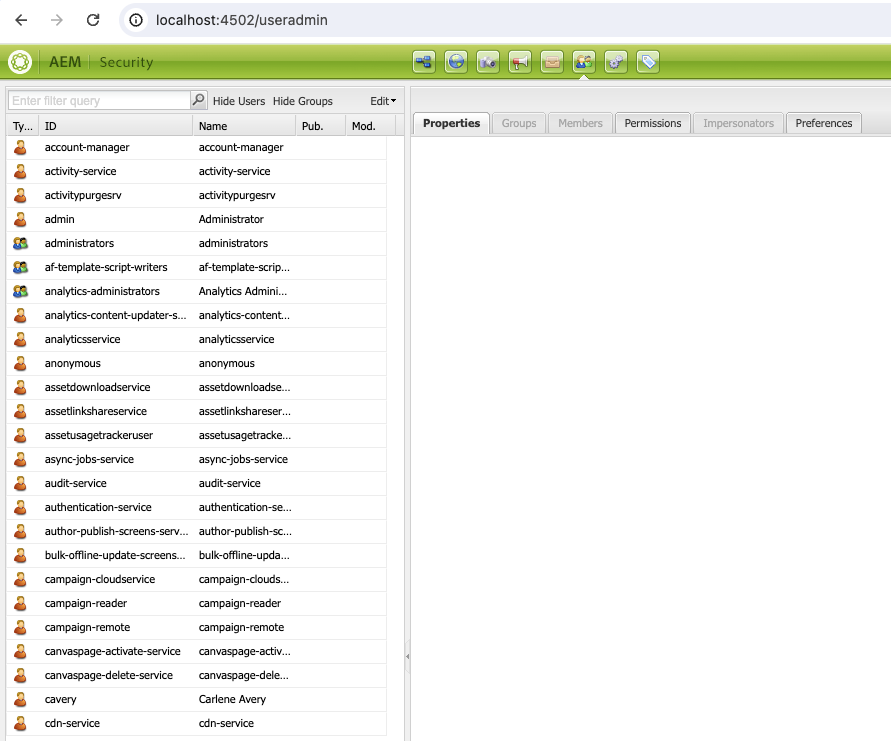 localhost:4502/useradmin
AEM Security
Enter filter query Hide Users Hide Groups Edit
Ty... ID Name Pub. Mod.
Properties Groups Members Permissions Impersonators Preferences
account-manager account-manager
activity-service activity-service
activitypurgesrv activitypurgesrv
admin Administrator
administrators administrators
af-template-script-writers af-template-scrip...
analytics-administrators Analytics Admini...
analytics-content-updater-s... analytics-content...
analyticsservice analyticsservice
anonymous anonymous
assetdownloadservice assetdownloadse...
assetlinkshareservice assetlinkshareser...
assetusagetrackeruser assetusagetracke...
async-jobs-service async-jobs-service
audit-service audit-service
authentication-service authentication-se...
author-publish-screens-serv... author-publish-sc...
bulk-offline-update-screens... bulk-offline-upda...
campaign-cloudservice campaign-clouds...
campaign-reader campaign-reader
campaign-remote campaign-remote
canvaspage-activate-service canvaspage-activ...
canvaspage-delete-service canvaspage-dele...
cavery Carlene Avery
cdn-service cdn-service